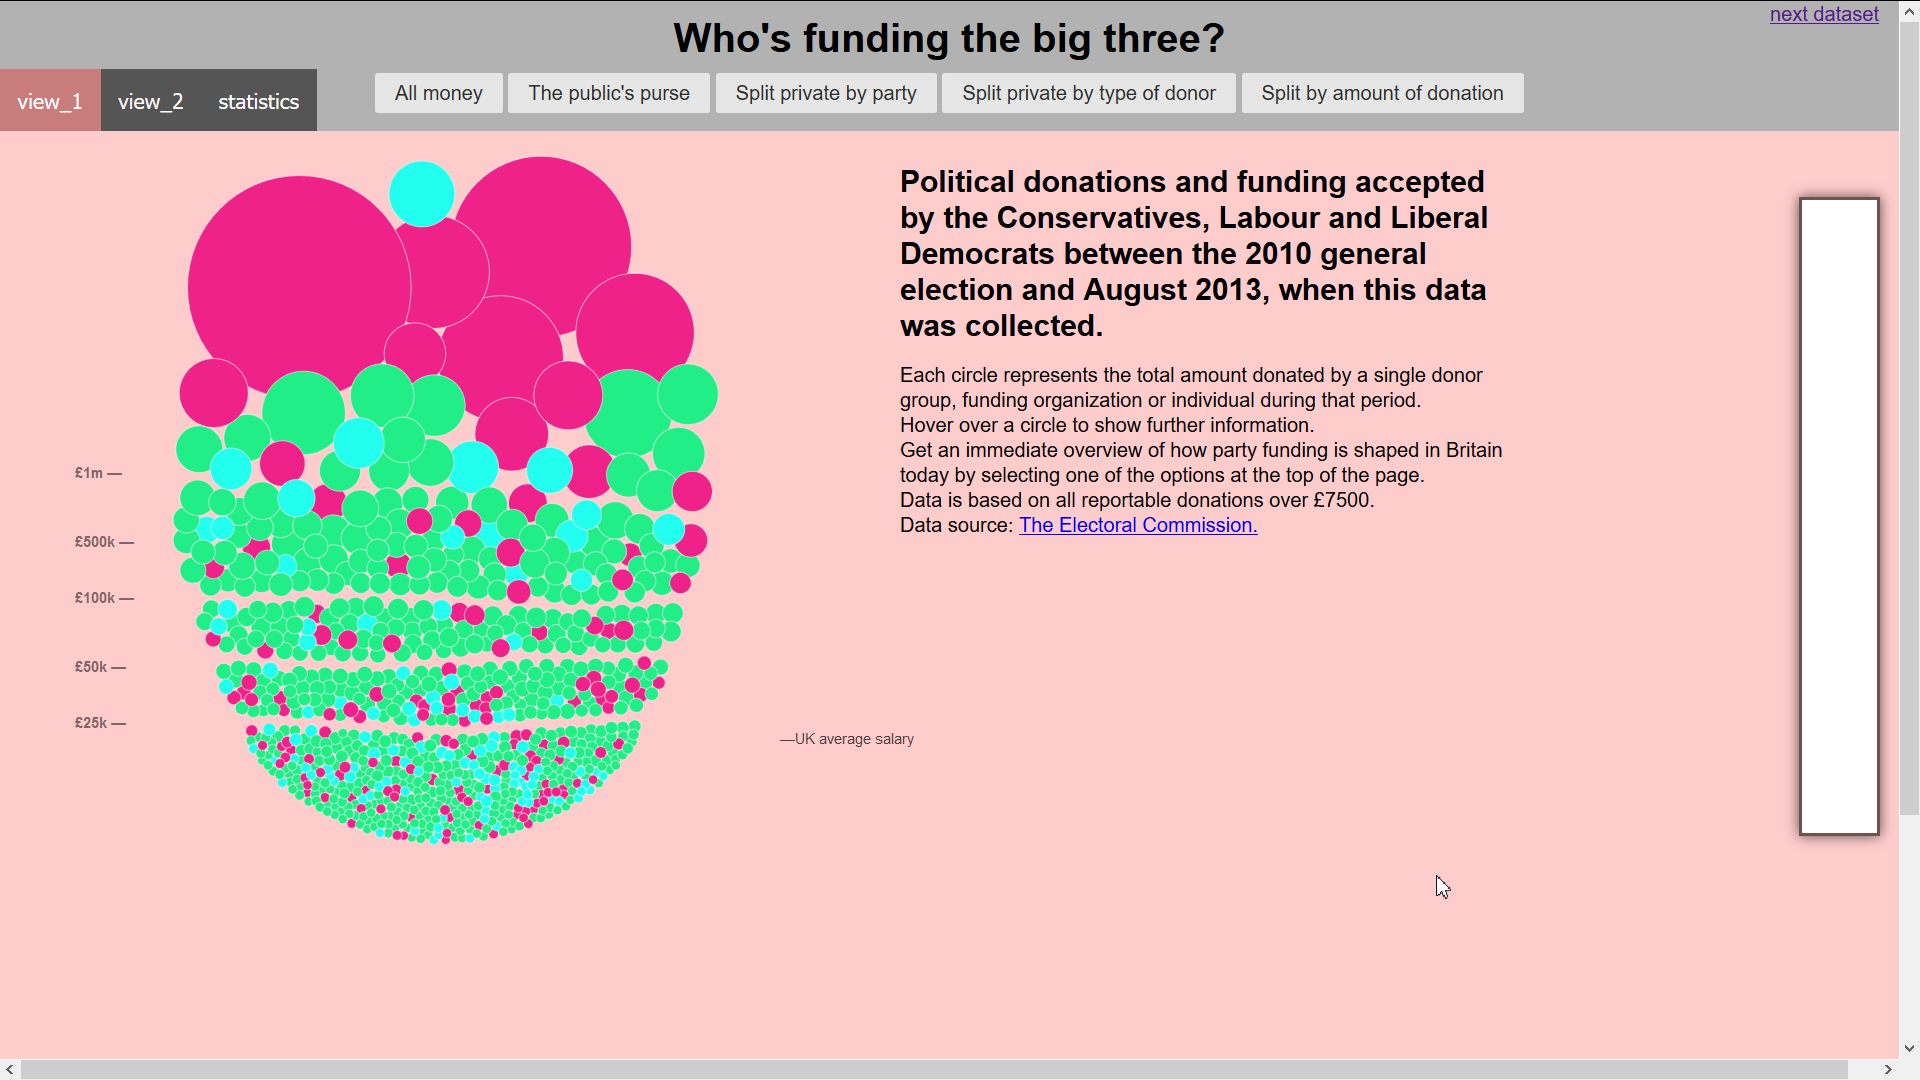 next dataset
Who's funding the big three?
view_1 view_2 statistics
All money The public's purse Split private by party Split private by type of donor Split by amount of donation
Political donations and funding accepted
by the Conservatives, Labour and Liberal
Democrats between the 2010 general
election and August 2013, when this data
was collected.
Each circle represents the total amount donated by a single donor
group, funding organization or individual during that period.
Hover over a circle to show further information.
Get an immediate overview of how party funding is shaped in Britain
today by selecting one of the options at the top of the page.
Data is based on all reportable donations over £7500.
Data source: The Electoral Commission.
£1m —
£500k —
£100k —
£50k —
£25k —
—UK average salary